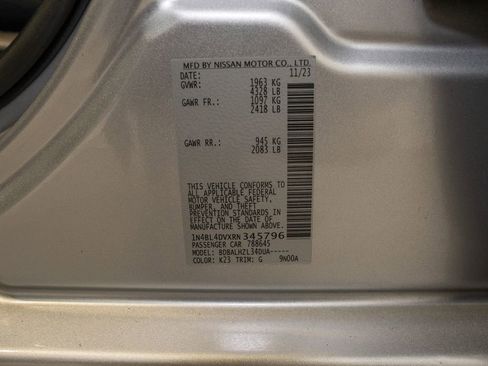 MFD BY NISSAN MOTOR CO., LTD.
DATE: 11/23
GVWR: 1963 KG
4328 LB
GAWR FR.: 1097 KG
2418 LB
GAWR RR.: 945 KG
2083 LB
THIS VEHICLE CONFORMS TO
ALL APPLICABLE FEDERAL
MOTOR VEHICLE SAFETY,
BUMPER, AND THEFT
PREVENTION STANDARDS
IN EFFECT ON THE DATE OF
MANUFACTURE SHOWN ABOVE.
1N4BL4DVXRN345796
PASSENGER CAR 788645
MODEL: BDBALHZL34DUA-----
COLOR: K23 TRIM: G 9N00A